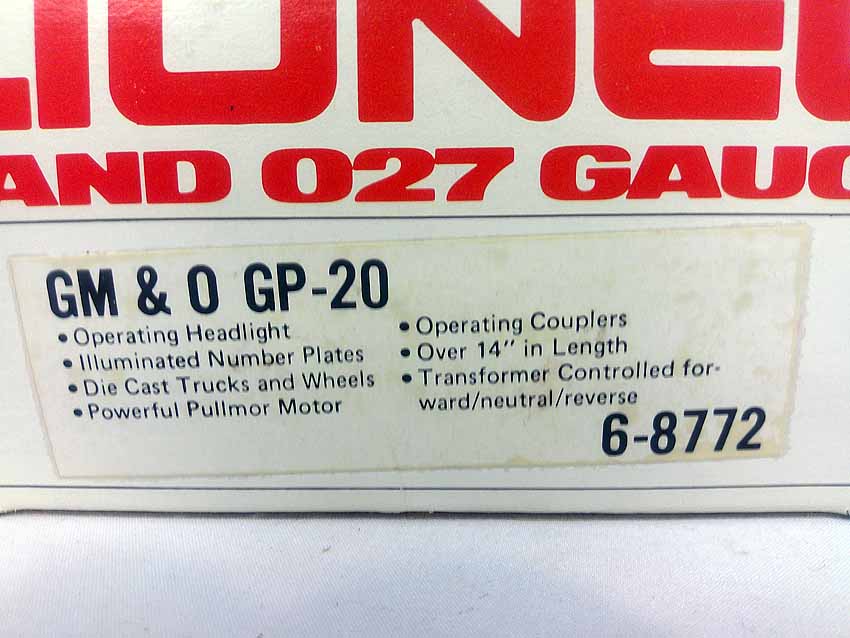 LIONEL
AND 027 GAUG
GM & O GP-20
• Operating Headlight
• Illuminated Number Plates
• Die Cast Trucks and Wheels
• Powerful Pullmor Motor
• Operating Couplers
• Over 14" in Length
• Transformer Controlled for-
ward/neutral/reverse
6-8772